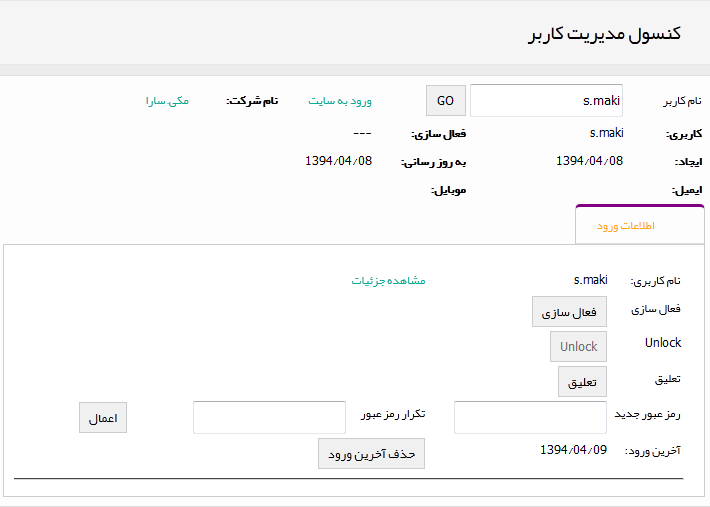 کنسول مدیریت کاربر
نام کاربر s.maki GO ورود به سایت نام شرکت: مکی.سارا
کاربری: s.maki فعال سازی: ---
ایجاد: 1394/04/08 به روز رسانی: 1394/04/08
ایمیل: موبایل:
اطلاعات ورود
نام کاربری: s.maki مشاهده جزئیات
فعال سازی فعال سازی
Unlock Unlock
تعلیق تعلیق
رمز عبور جدید تکرار رمز عبور اعمال
آخرین ورود: 1394/04/09 حذف آخرین ورود